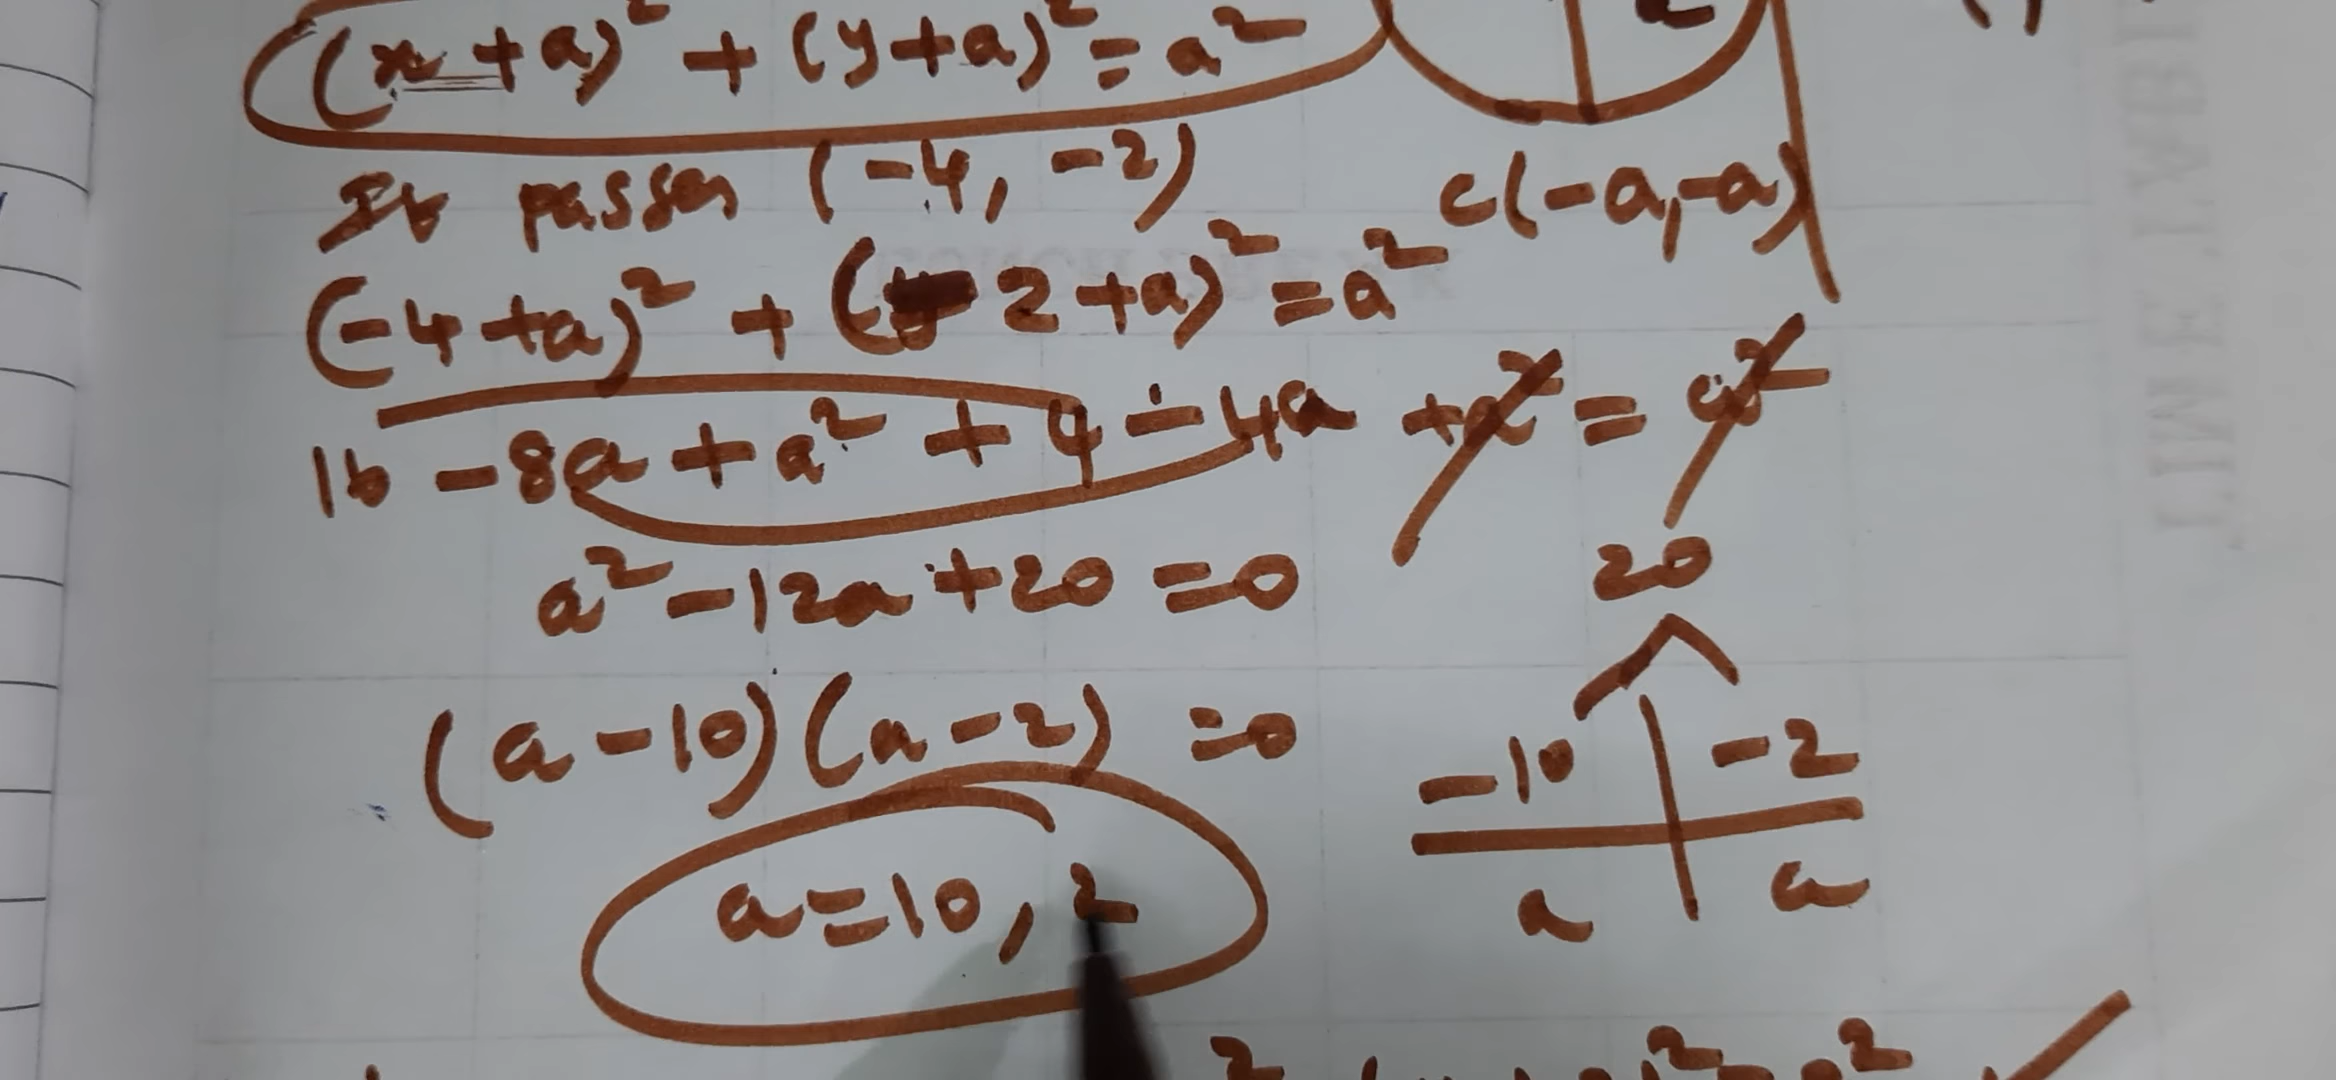 (x+a)² + (y+a)² = a²
It passes (-4, -2)
c(-a,-a)
(-4+a)² + (-2+a)² = a²
16 - 8a + a² + 4 - 4a + a² = a²
a² - 12a + 20 = 0
20
(a-10)(a-2) = 0
-10 -2
a a
a = 10, 2